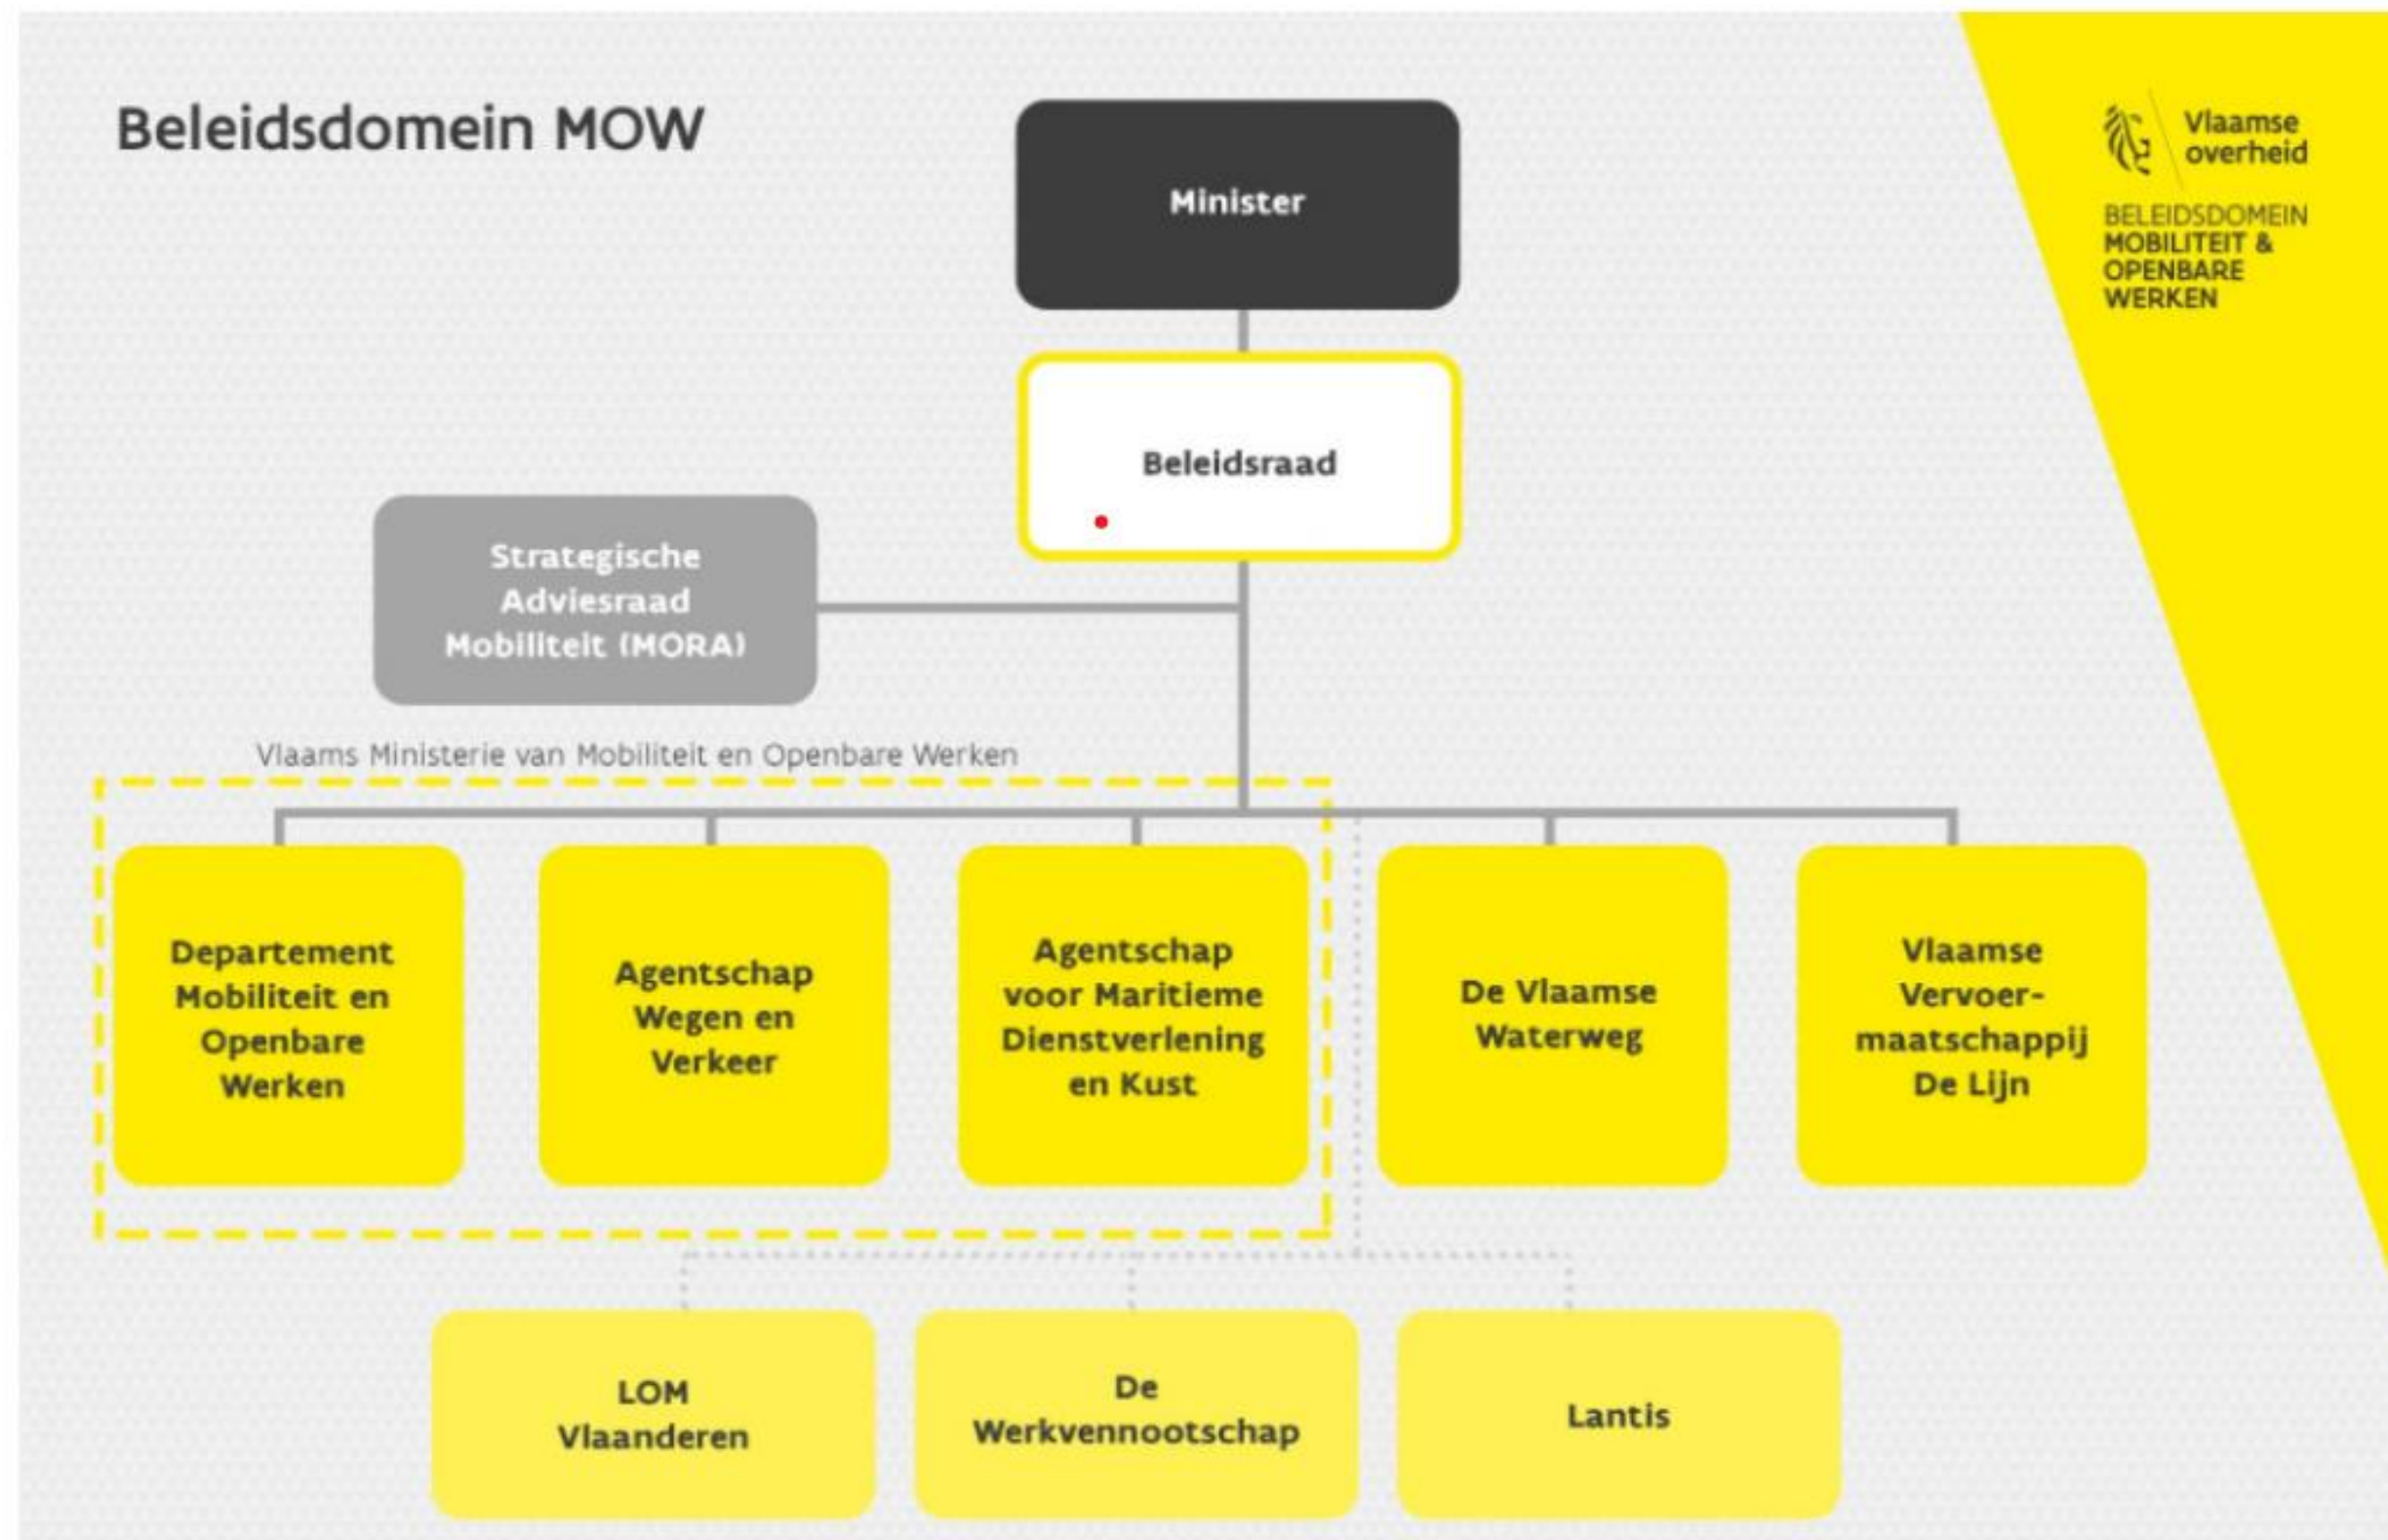 Beleidsdomein MOW
Minister
Vlaamse
overheid
BELEIDSDOMEIN
MOBILITEIT &
OPENBARE
WERKEN
Beleidsraad
Strategische
Adviesraad
Mobiliteit (MORA)
Vlaams Ministerie van Mobiliteit en Openbare Werken
Departement
Mobiliteit en
Openbare
Werken
Agentschap
Wegen en
Verkeer
Agentschap
voor Maritieme
Dienstverlening
en Kust
De Vlaamse
Waterweg
Vlaamse
Vervoer-
maatschappij
De Lijn
LOM
Vlaanderen
De
Werkvennootschap
Lantis